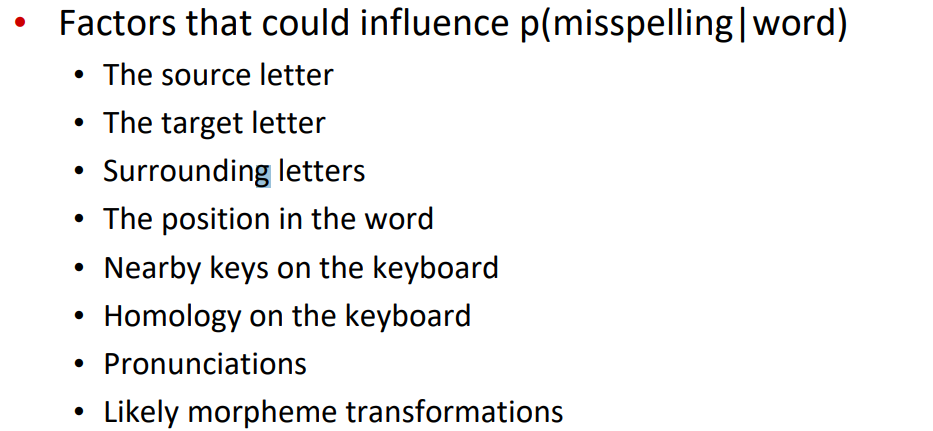 • Factors that could influence p(misspelling|word)
• The source letter
• The target letter
• Surrounding letters
• The position in the word
• Nearby keys on the keyboard
• Homology on the keyboard
• Pronunciations
• Likely morpheme transformations